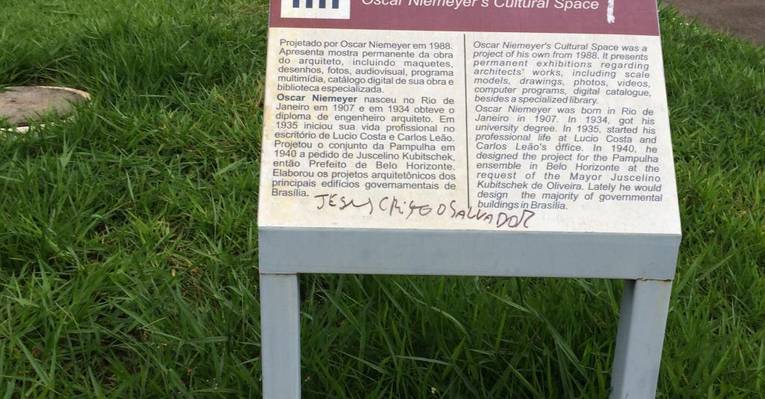 Oscar Niemeyer's Cultural Space
Projetado por Oscar Niemeyer em 1988.
Apresenta mostra permanente da obra
do arquiteto, incluindo maquetes,
desenhos, fotos, audiovisual, programa
multimídia, catálogo digital de sua obra e
biblioteca especializada.
Oscar Niemeyer nasceu no Rio de
Janeiro em 1907 e em 1934 obteve o
diploma de engenheiro arquiteto. Em
1935 iniciou sua vida profissional no
escritório de Lucio Costa e Carlos Leão.
Projetou o conjunto da Pampulha em
1940 a pedido de Juscelino Kubitschek,
então Prefeito de Belo Horizonte.
Elaborou os projetos arquitetônicos dos
principais edifícios governamentais de
Brasília.
Oscar Niemeyer's Cultural Space was a
project of his own from 1988. It presents
permanent exhibitions regarding
architects' works, including scale
models, drawings, photos, videos,
computer programs, digital catalogue,
besides a specialized library.
Oscar Niemeyer was born in Rio de
Janeiro in 1907. In 1934, got his
university degree. In 1935, started his
professional life at Lucio Costa and
Carlos Leão's office. In 1940, he
designed the project for the Pampulha
ensemble in Belo Horizonte at the
request of the Mayor Juscelino
Kubitschek de Oliveira. Lately he would
design the majority of governmental
buildings in Brasília.
JESUS CRISTO O SALVADOR